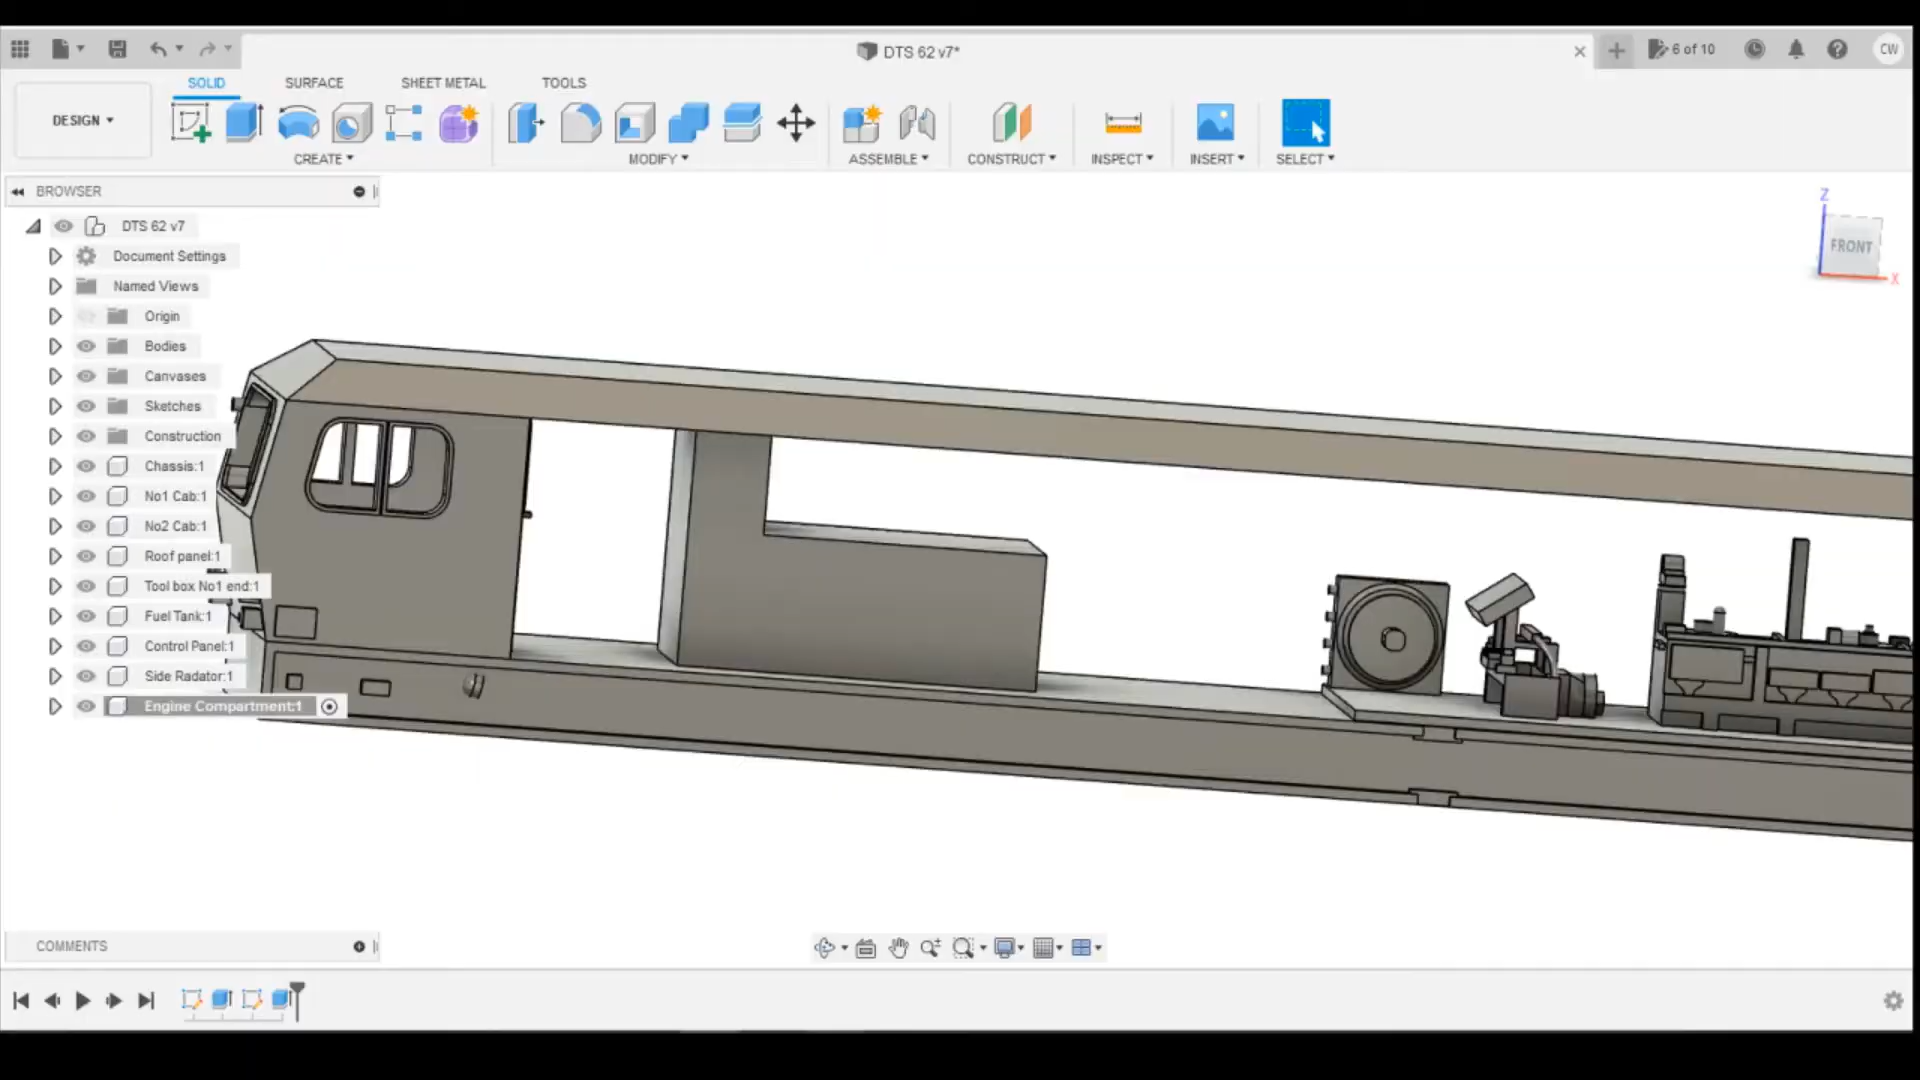 DTS 62 v7*
6 of 10
CW
DESIGN
SOLID
SURFACE
SHEET METAL
TOOLS
CREATE
MODIFY
ASSEMBLE
CONSTRUCT
INSPECT
INSERT
SELECT
BROWSER
DTS 62 v7
Document Settings
Named Views
Origin
Bodies
Canvases
Sketches
Construction
Chassis:1
No1 Cab:1
No2 Cab:1
Roof panel:1
Tool box No1 end:1
Fuel Tank:1
Control Panel:1
Side Radator:1
Engine Compartment:1
Z
FRONT
X
COMMENTS